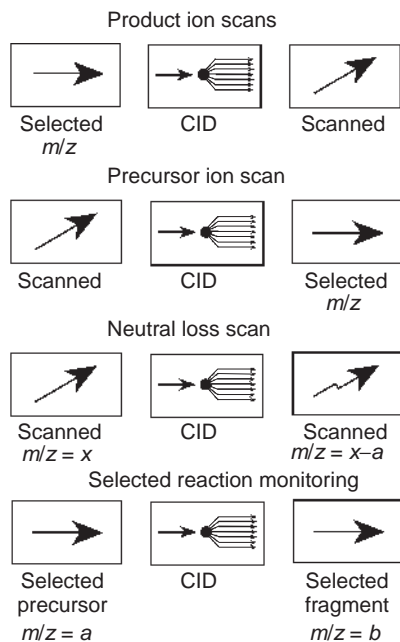 Product ion scans
Selected CID Scanned
m/z
Precursor ion scan
Scanned CID Selected
m/z
Neutral loss scan
Scanned CID Scanned
m/z = x m/z = x–a
Selected reaction monitoring
Selected CID Selected
precursor fragment
m/z = a m/z = b